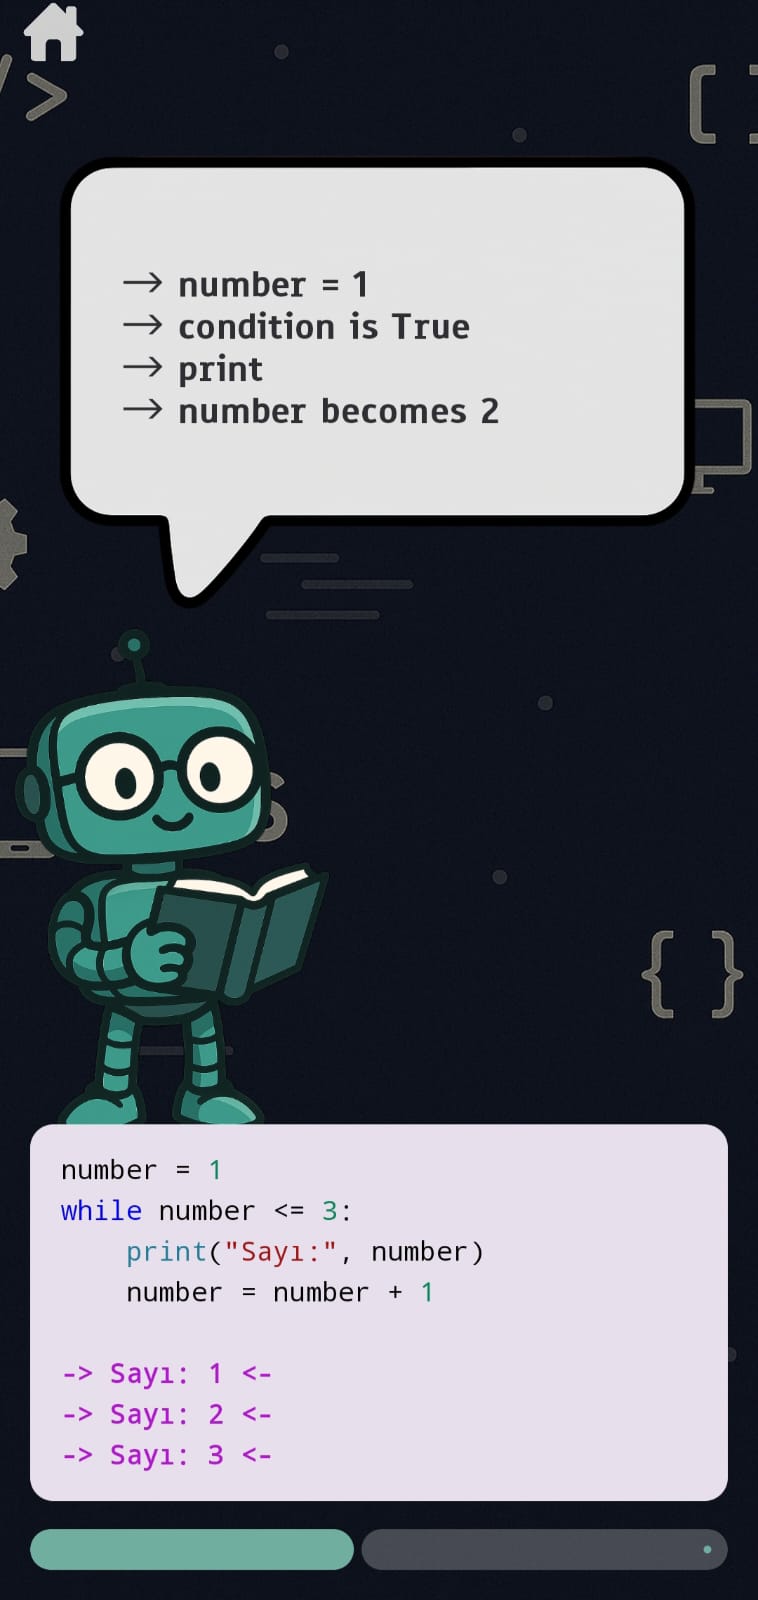 />
[ ]
→ number = 1
→ condition is True
→ print
→ number becomes 2
{ }
number = 1
while number <= 3:
    print("Sayı:", number)
    number = number + 1
-> Sayı: 1 <-
-> Sayı: 2 <-
-> Sayı: 3 <-